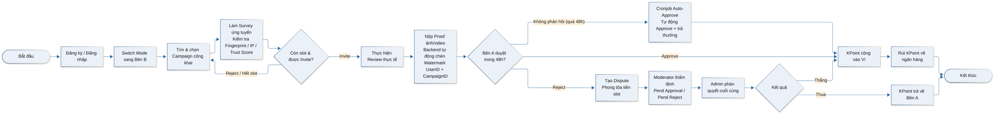 Bắt đầu
Đăng ký / Đăng
nhập
Switch Mode
sang Bên B
Tìm & chọn
Campaign công
khai
Làm Survey
ứng tuyển
Kiểm tra
Fingerprint / IP /
Trust Score
Còn slot &
được Invite?
Reject / Hết slot
Invite
Thực hiện
Review thực tế
Nộp Proof
ảnh/video
Backend tự
động chèn
Watermark
UserID +
CampaignID
Bên A duyệt
trong 48h?
Không phản hồi (quá 48h)
Cronjob Auto-
Approve
Tự động
Approve + trả
thưởng
Approve
Reject
Tạo Dispute
Phong tỏa tiền
slot
Moderator thẩm
định
Pend Approval /
Pend Reject
Admin phán
quyết cuối cùng
Kết quả
Thắng
Thua
KPoint cộng
vào Ví
Rút KPoint về
ngân hàng
KPoint trả về
Bên A
Kết thúc